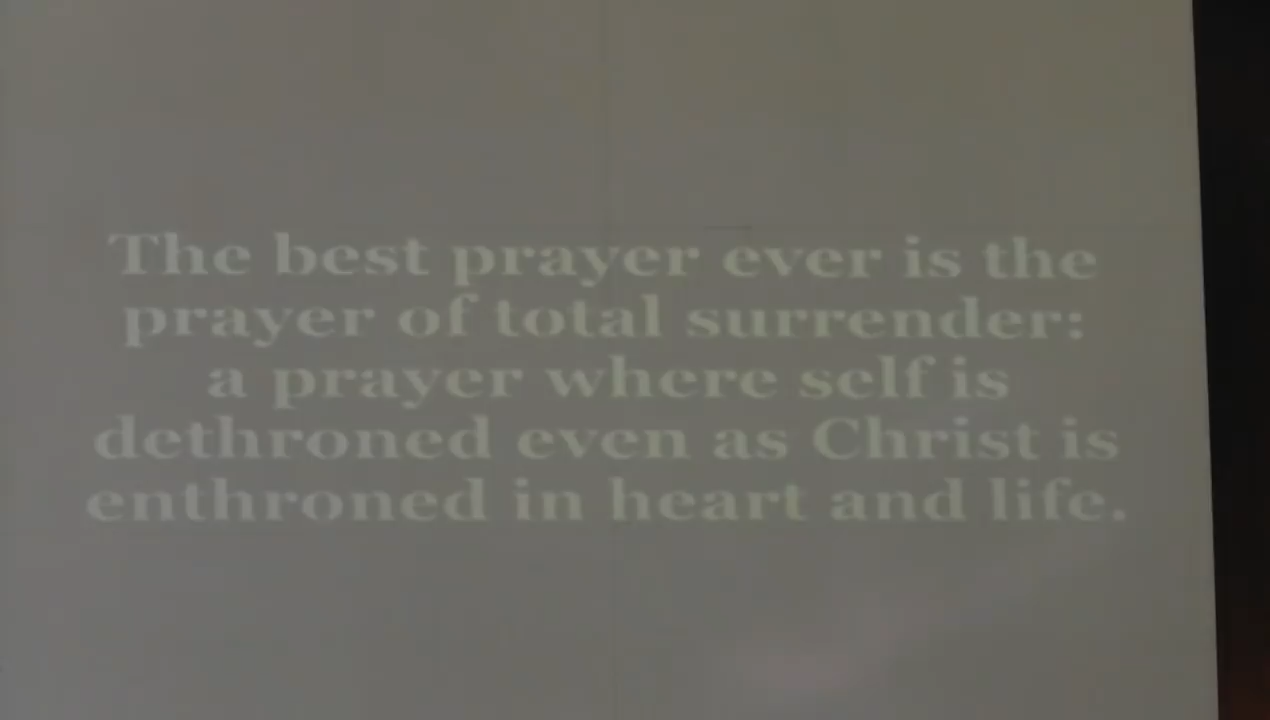 The best prayer ever is the
prayer of total surrender:
a prayer where self is
dethroned even as Christ is
enthroned in heart and life.